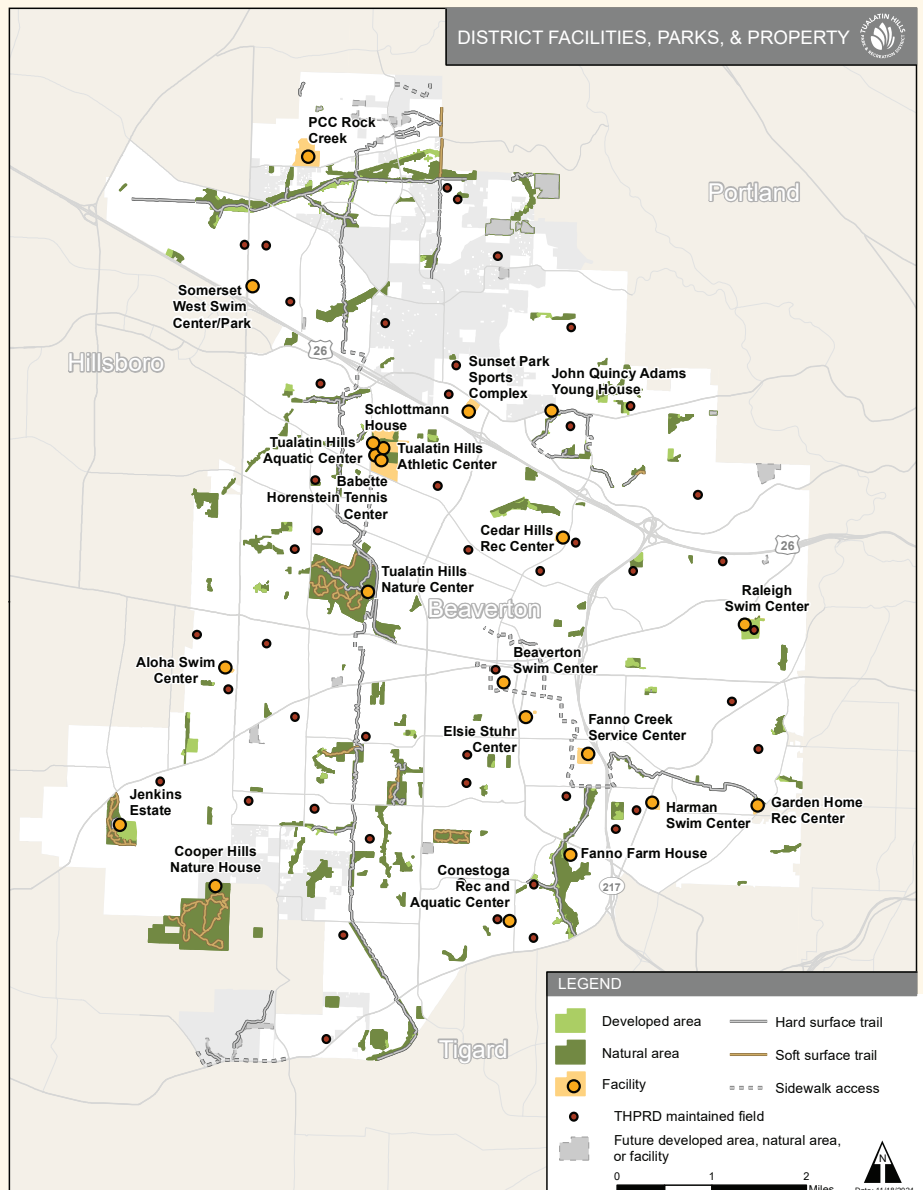 DISTRICT FACILITIES, PARKS, & PROPERTY
TUALATIN HILLS
PARK & RECREATION DISTRICT
PCC Rock
Creek
Portland
Somerset
West Swim
Center/Park
Hillsboro
26
Sunset Park
Sports
Complex
John Quincy Adams
Young House
Schlottmann
House
Tualatin Hills
Aquatic Center
Tualatin Hills
Athletic Center
Babette
Horenstein Tennis
Center
Cedar Hills
Rec Center
26
Tualatin Hills
Nature Center
Beaverton
Raleigh
Swim Center
Aloha Swim
Center
Beaverton
Swim Center
Elsie Stuhr
Center
Fanno Creek
Service Center
Jenkins
Estate
Harman
Swim Center
Garden Home
Rec Center
Cooper Hills
Nature House
Fanno Farm House
Conestoga
Rec and
Aquatic Center
217
Tigard
LEGEND
Developed area
Hard surface trail
Natural area
Soft surface trail
Facility
Sidewalk access
THPRD maintained field
Future developed area, natural area,
or facility
0 1 2
Miles
N